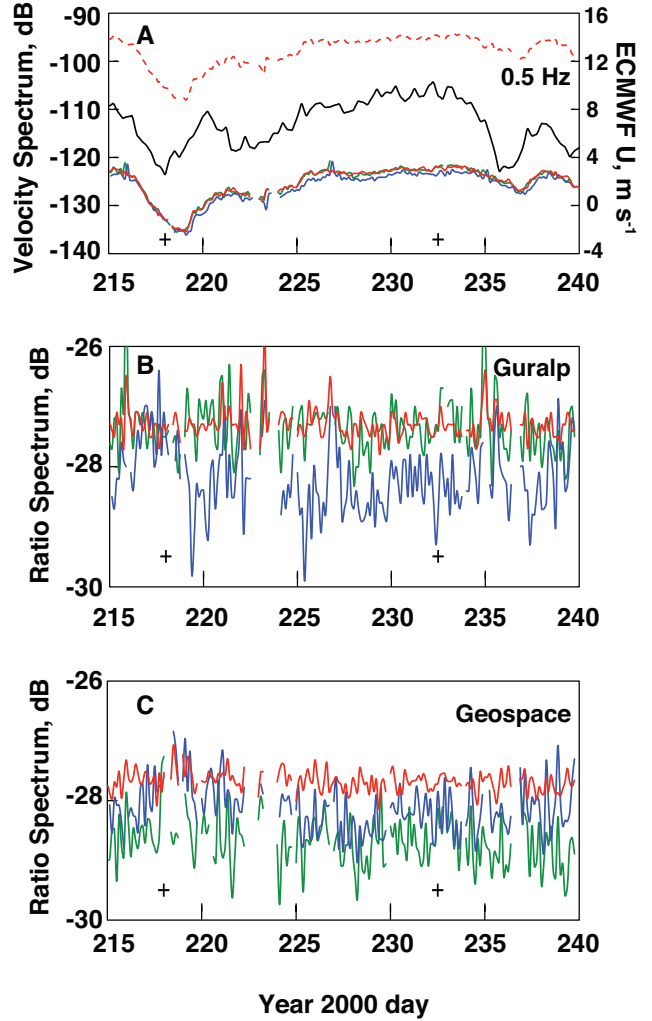 A
0.5 Hz
Velocity Spectrum, dB
-90
-100
-110
-120
-130
-140
ECMWF U, m s-1
16
12
8
4
0
-4
215 220 225 230 235 240
B
Guralp
Ratio Spectrum, dB
-26
-28
-30
215 220 225 230 235 240
C
Geospace
Ratio Spectrum, dB
-26
-28
-30
215 220 225 230 235 240
Year 2000 day